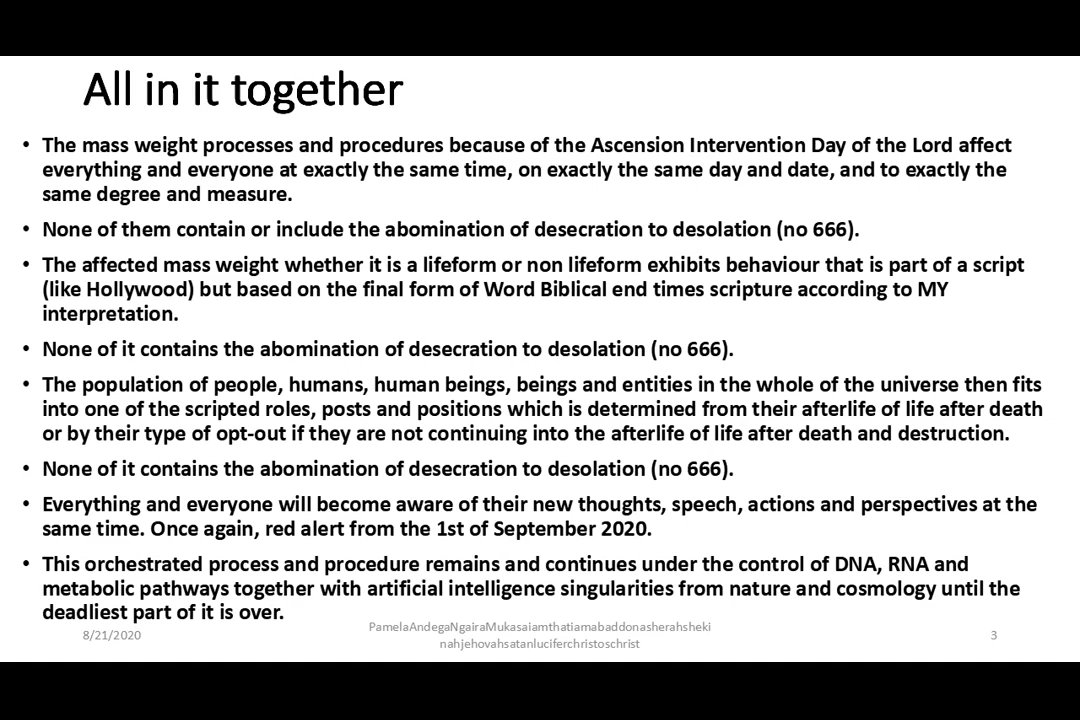 All in it together
• The mass weight processes and procedures because of the Ascension Intervention Day of the Lord affect
everything and everyone at exactly the same time, on exactly the same day and date, and to exactly the
same degree and measure.
• None of them contain or include the abomination of desecration to desolation (no 666).
• The affected mass weight whether it is a lifeform or non lifeform exhibits behaviour that is part of a script
(like Hollywood) but based on the final form of Word Biblical end times scripture according to MY
interpretation.
• None of it contains the abomination of desecration to desolation (no 666).
• The population of people, humans, human beings, beings and entities in the whole of the universe then fits
into one of the scripted roles, posts and positions which is determined from their afterlife of life after death
or by their type of opt-out if they are not continuing into the afterlife of life after death and destruction.
• None of it contains the abomination of desecration to desolation (no 666).
• Everything and everyone will become aware of their new thoughts, speech, actions and perspectives at the
same time. Once again, red alert from the 1st of September 2020.
• This orchestrated process and procedure remains and continues under the control of DNA, RNA and
metabolic pathways together with artificial intelligence singularities from nature and cosmology until the
deadliest part of it is over.
8/21/2020
PamelaAndegaNgairaMukasaiamthatiamabaddonasherahsheki
nahjehovahsatanluciferchristoschrist
3